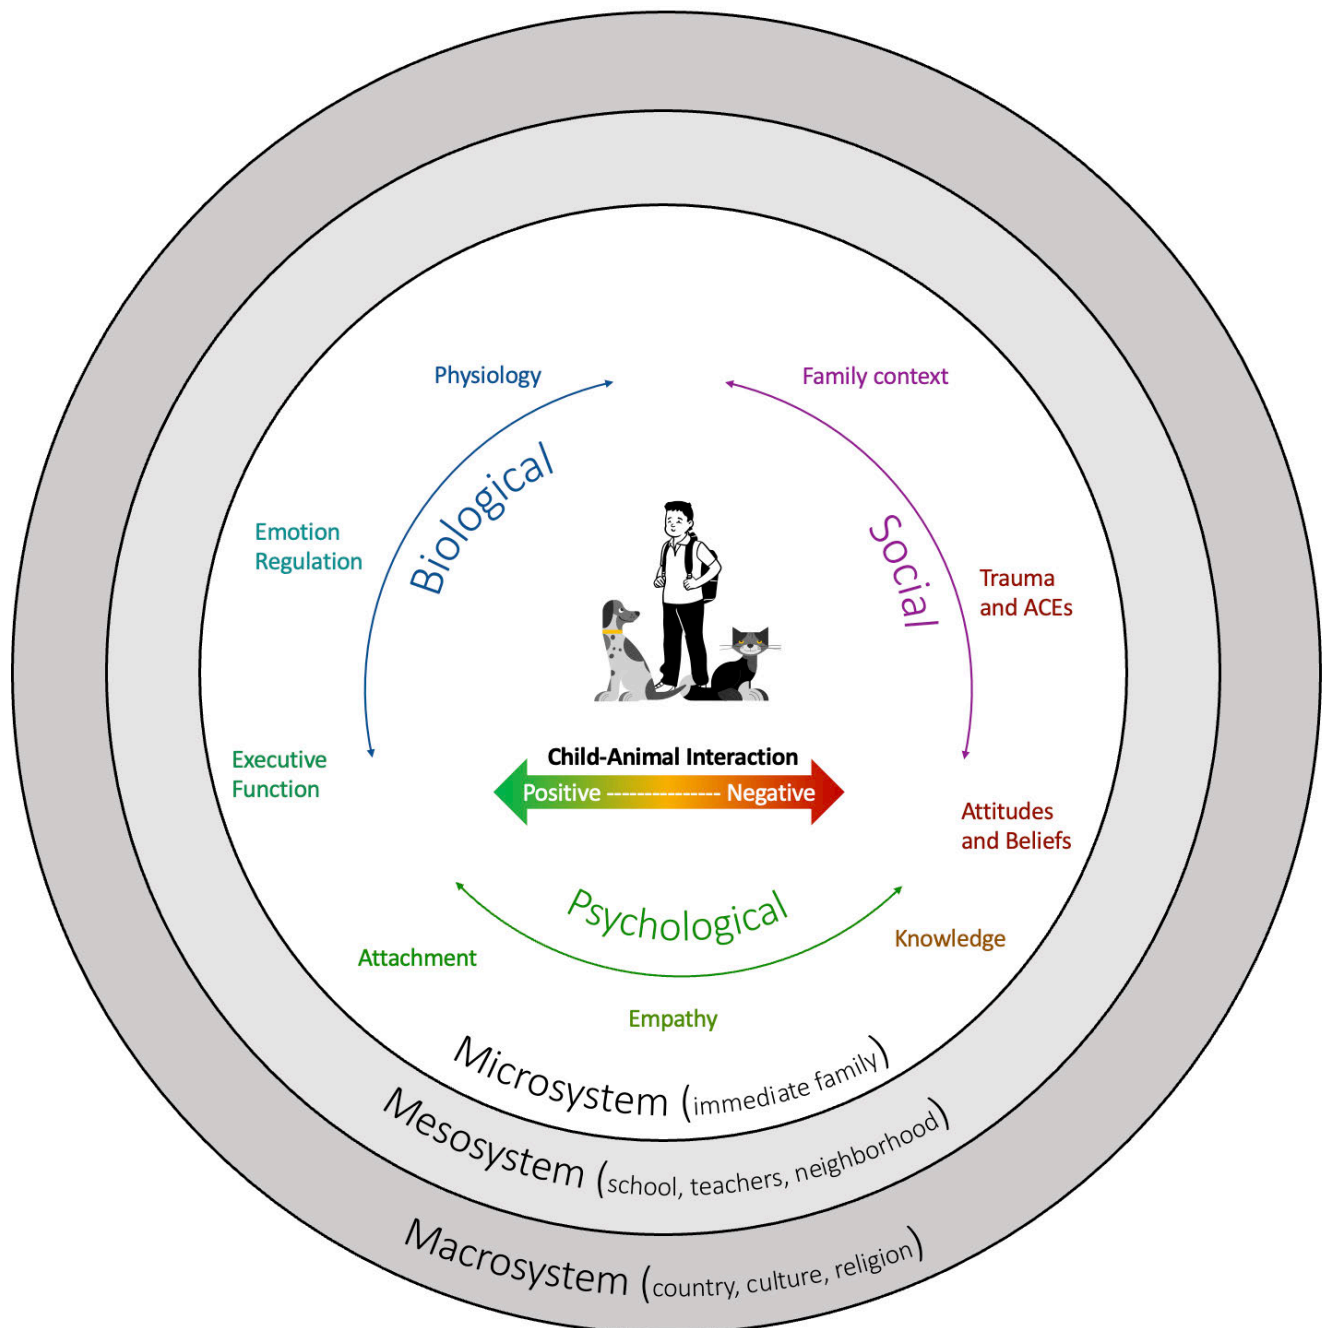 Physiology
Family context
Biological
Social
Emotion
Regulation
Trauma
and ACEs
Executive
Function
Child-Animal Interaction
Positive --------------- Negative
Attitudes
and Beliefs
Psychological
Attachment
Knowledge
Empathy
Microsystem (immediate family)
Mesosystem (school, teachers, neighborhood)
Macrosystem (country, culture, religion)